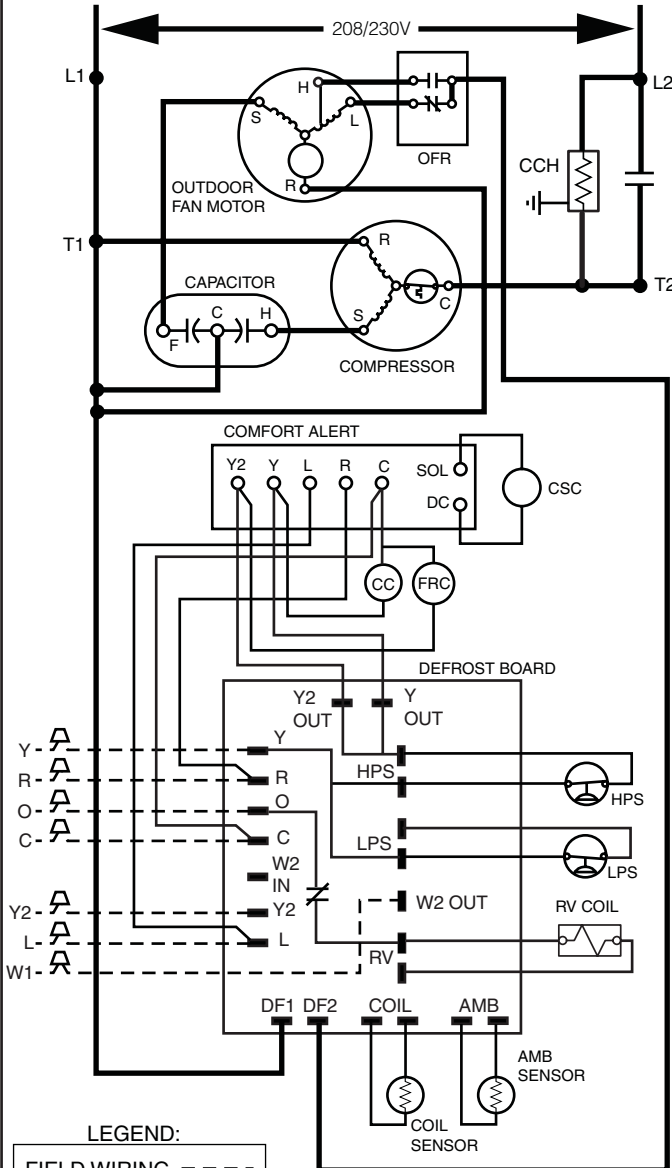 208/230V
L1
L2
H
S
L
R
OFR
CCH
OUTDOOR
FAN MOTOR
T1
R
T2
CAPACITOR
C
H
F
S
C
COMPRESSOR
COMFORT ALERT
Y2 Y L R C
SOL
DC
CSC
CC
FRC
DEFROST BOARD
Y2
OUT
Y
OUT
Y
Y
R
R
HPS
HPS
O
O
C
C
LPS
LPS
W2
IN
Y2
Y2
W2 OUT
RV COIL
L
L
RV
W1
DF1 DF2 COIL AMB
AMB
SENSOR
COIL
SENSOR
LEGEND:
FIELD WIRING